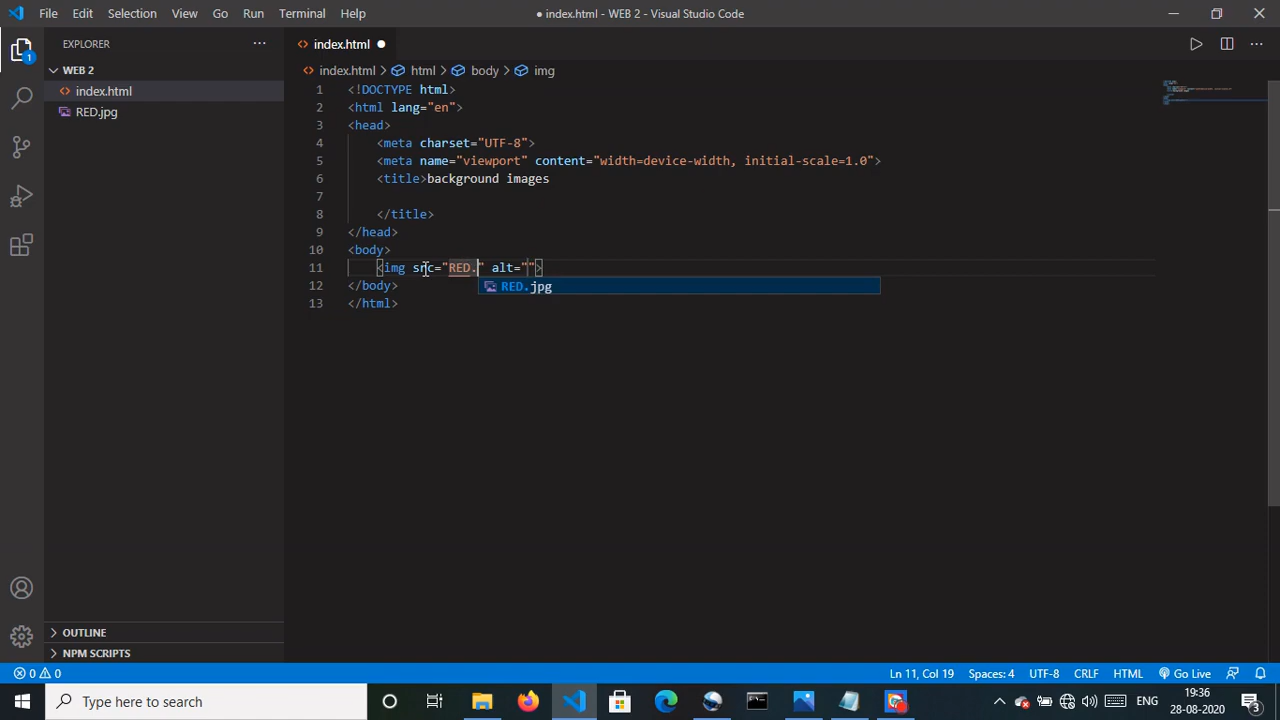 File Edit Selection View Go Run Terminal Help
● index.html - WEB 2 - Visual Studio Code
EXPLORER
1
WEB 2
index.html
RED.jpg
OUTLINE
NPM SCRIPTS
index.html ●
index.html > html > body > img
1 <!DOCTYPE html>
2 <html lang="en">
3 <head>
4 <meta charset="UTF-8">
5 <meta name="viewport" content="width=device-width, initial-scale=1.0">
6 <title>background images
7
8 </title>
9 </head>
10 <body>
11 <img src="RED." alt="">
RED.jpg
12 </body>
13 </html>
0 0
Ln 11, Col 19 Spaces: 4 UTF-8 CRLF HTML Go Live
Type here to search
ENG
19:36
28-08-2020
3